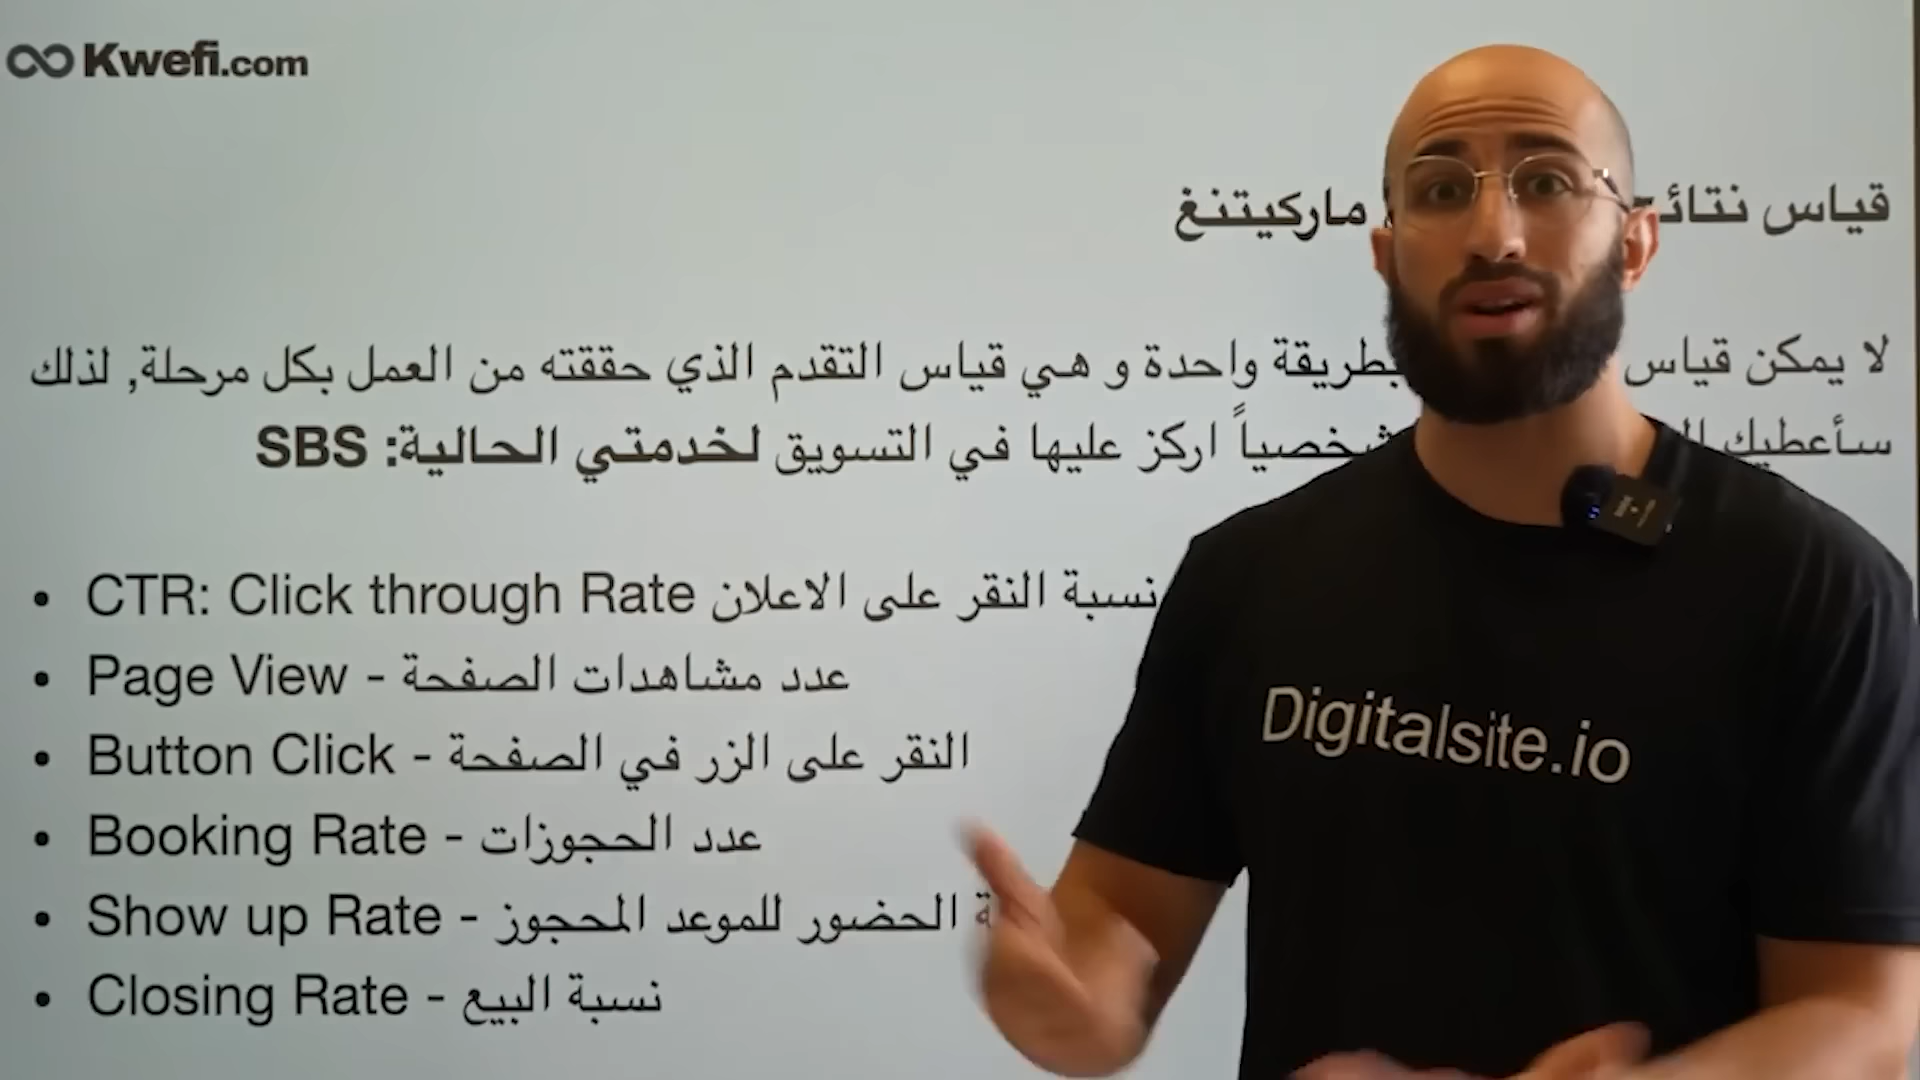 Kwefi.com
قياس نتائج ماركيتنغ
لا يمكن قياس بطريقة واحدة و هي قياس التقدم الذي حققته من العمل بكل مرحلة, لذلك
سأعطيك شخصياً اركز عليها في التسويق لخدمتي الحالية: SBS
• CTR: Click through Rate نسبة النقر على الاعلان
• Page View - عدد مشاهدات الصفحة
• Button Click - النقر على الزر في الصفحة
• Booking Rate - عدد الحجوزات
• Show up Rate - الحضور للموعد المحجوز
• Closing Rate - نسبة البيع
Digitalsite.io